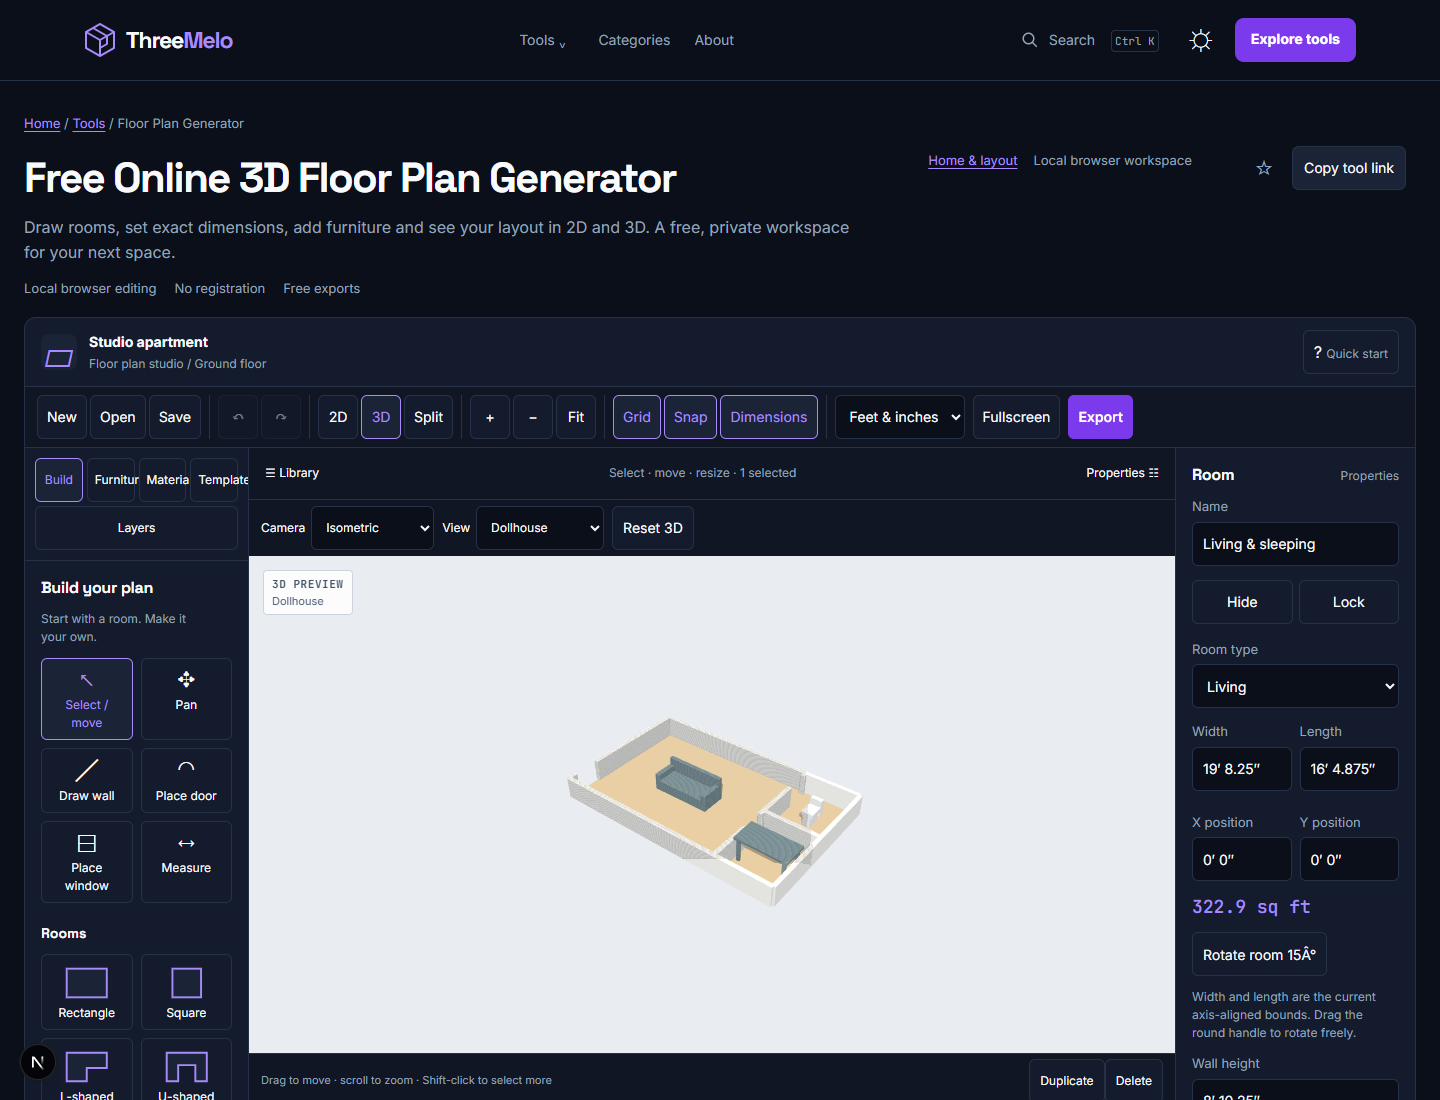 ThreeMelo
Tools
Categories
About
Search
Ctrl K
Explore tools
Home / Tools / Floor Plan Generator
Free Online 3D Floor Plan Generator
Home & layout
Local browser workspace
Copy tool link
Draw rooms, set exact dimensions, add furniture and see your layout in 2D and 3D. A free, private workspace
for your next space.
Local browser editing
No registration
Free exports
Studio apartment
Floor plan studio / Ground floor
? Quick start
New
Open
Save
2D
3D
Split
+
−
Fit
Grid
Snap
Dimensions
Feet & inches
Fullscreen
Export
Build
Furnitur
Materia
Template
Layers
☰ Library
Select · move · resize · 1 selected
Properties ☷
Camera
Isometric
View
Dollhouse
Reset 3D
3D PREVIEW
Dollhouse
Build your plan
Start with a room. Make it
your own.
Select /
move
Pan
Draw wall
Place door
Place
window
Measure
Rooms
Rectangle
Square
L-shaped
U-shaped
N
Drag to move · scroll to zoom · Shift-click to select more
Duplicate
Delete
Room
Properties
Name
Living & sleeping
Hide
Lock
Room type
Living
Width
Length
19′ 8.25″
16′ 4.875″
X position
Y position
0′ 0″
0′ 0″
322.9 sq ft
Rotate room 15Â°
Width and length are the current
axis-aligned bounds. Drag the
round handle to rotate freely.
Wall height
8′ 10.25″